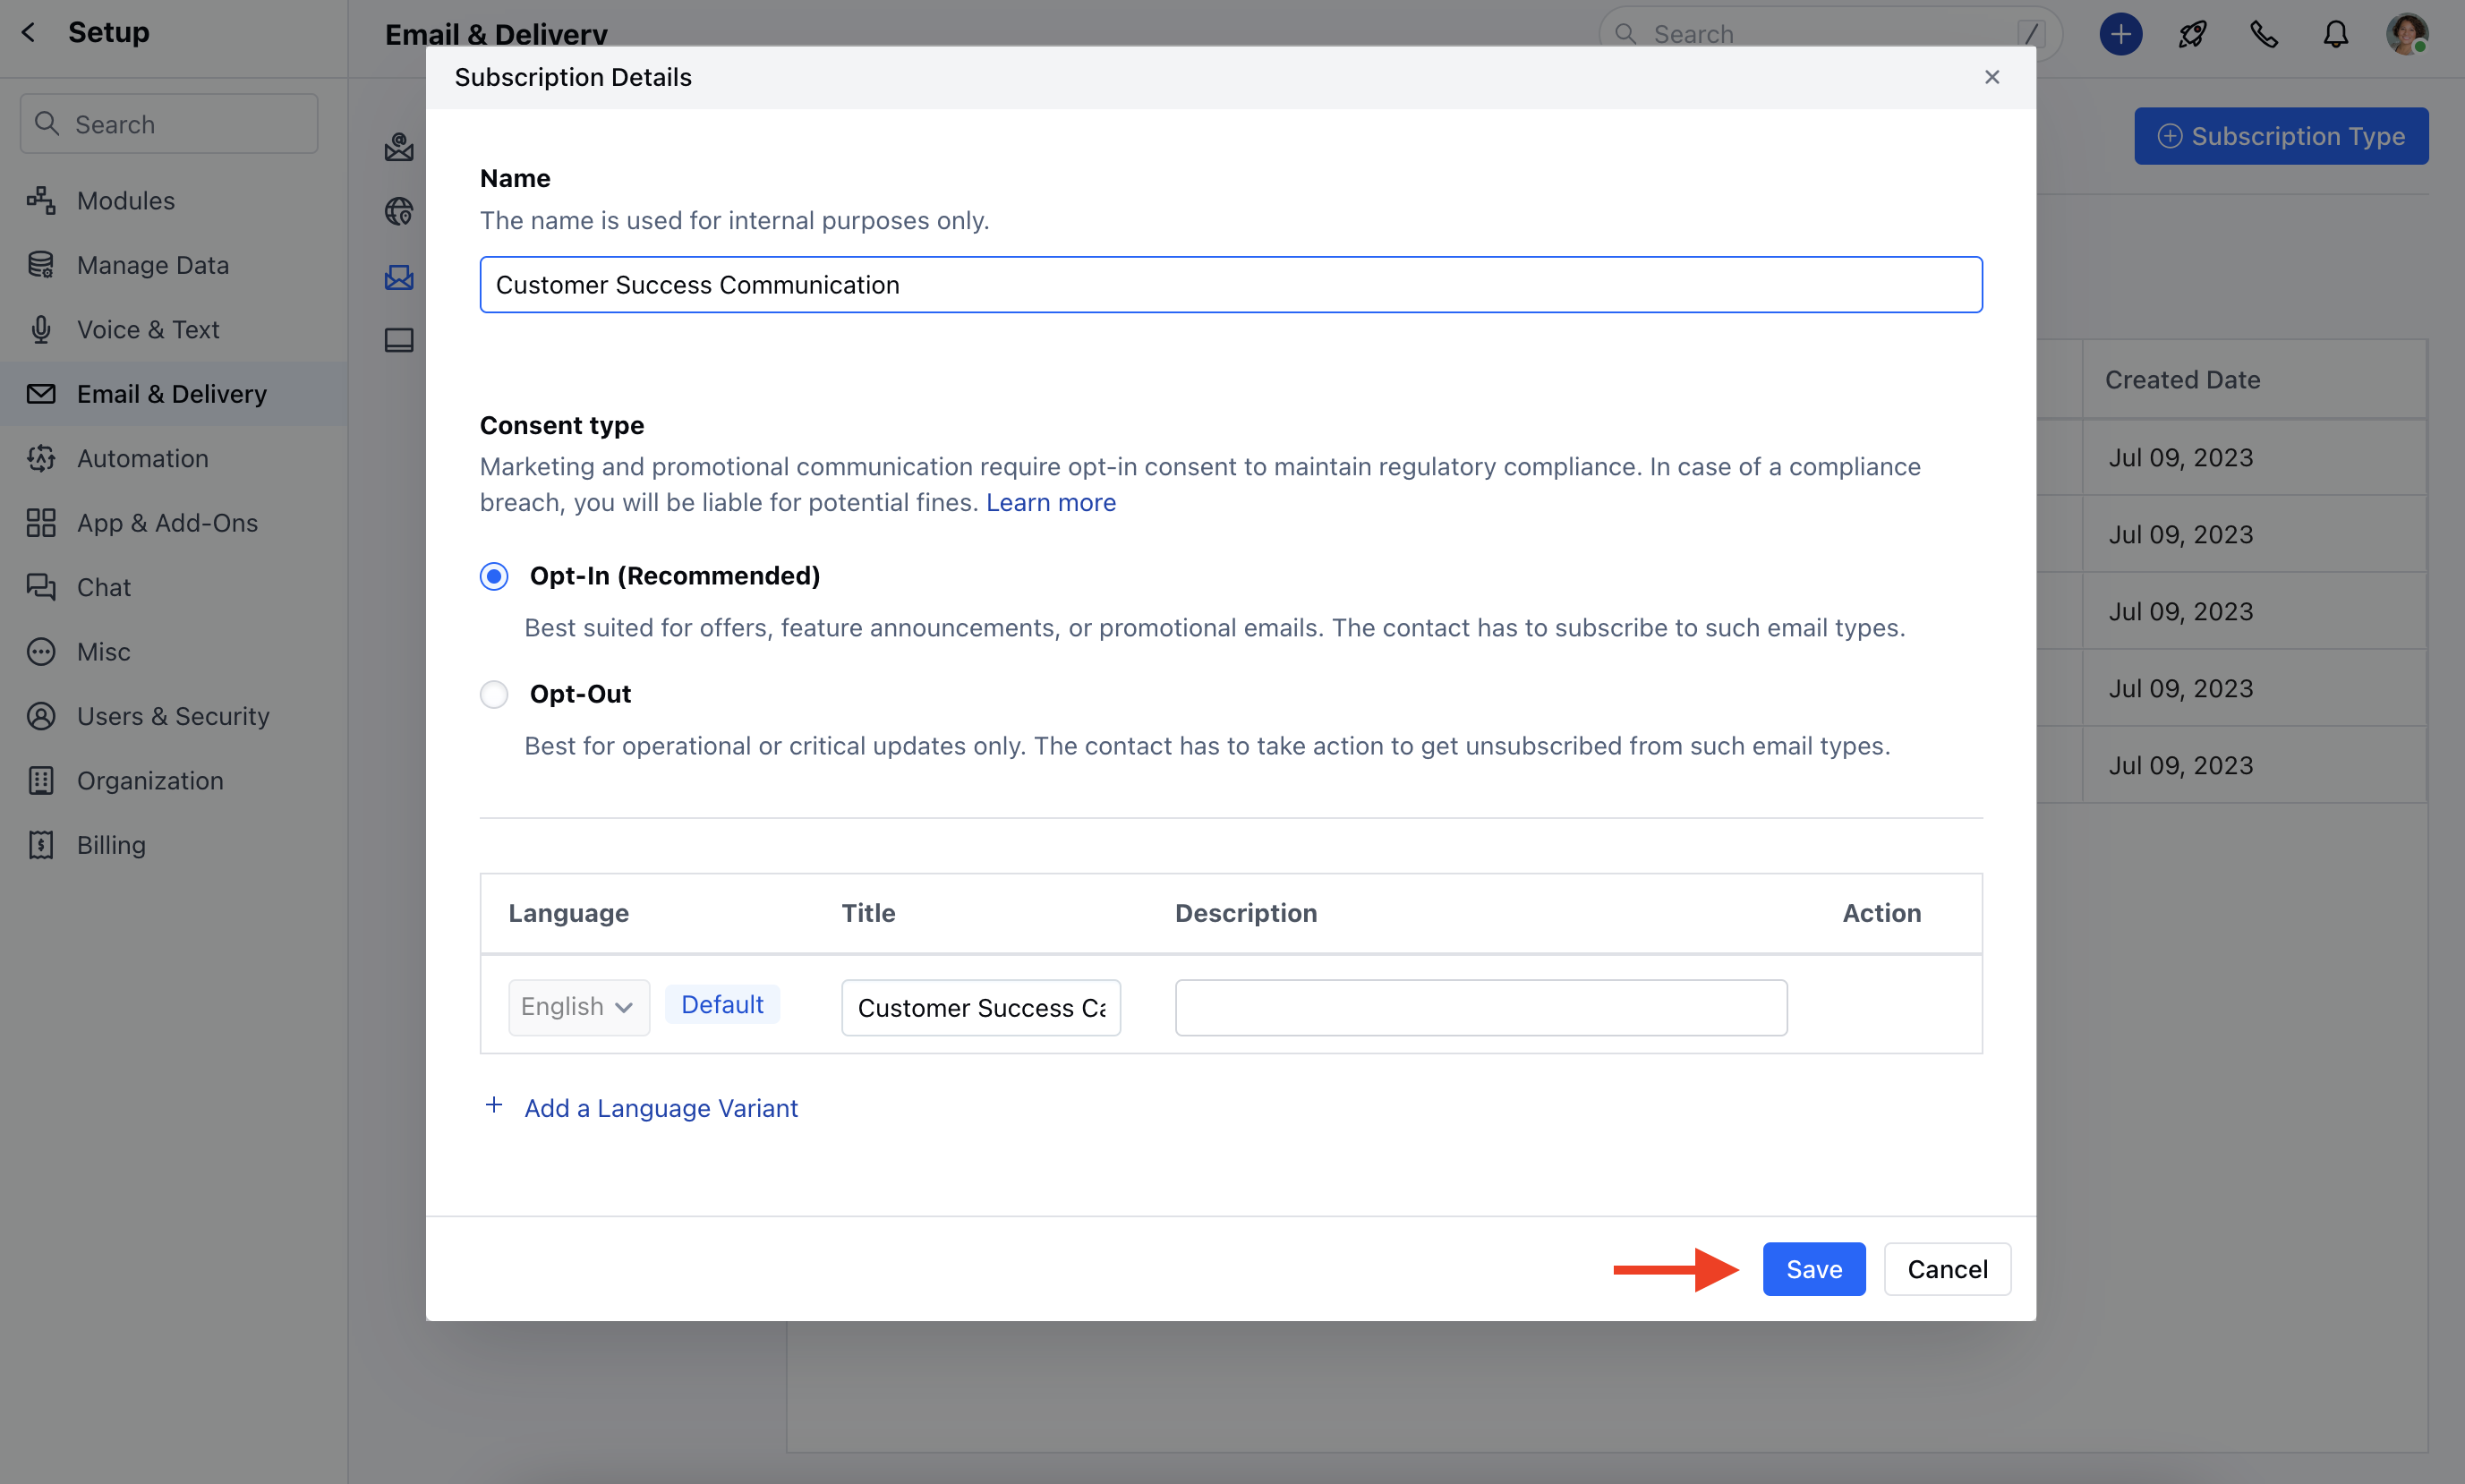 Setup
Email & Delivery
Search
/
Search
Modules
Manage Data
Voice & Text
Email & Delivery
Automation
App & Add-Ons
Chat
Misc
Users & Security
Organization
Billing
Subscription Type
Created Date
Jul 09, 2023
Jul 09, 2023
Jul 09, 2023
Jul 09, 2023
Jul 09, 2023
Subscription Details
Name
The name is used for internal purposes only.
Customer Success Communication
Consent type
Marketing and promotional communication require opt-in consent to maintain regulatory compliance. In case of a compliance
breach, you will be liable for potential fines. Learn more
Opt-In (Recommended)
Best suited for offers, feature announcements, or promotional emails. The contact has to subscribe to such email types.
Opt-Out
Best for operational or critical updates only. The contact has to take action to get unsubscribed from such email types.
Language Title Description Action
English Default Customer Success Ca
+ Add a Language Variant
Save Cancel